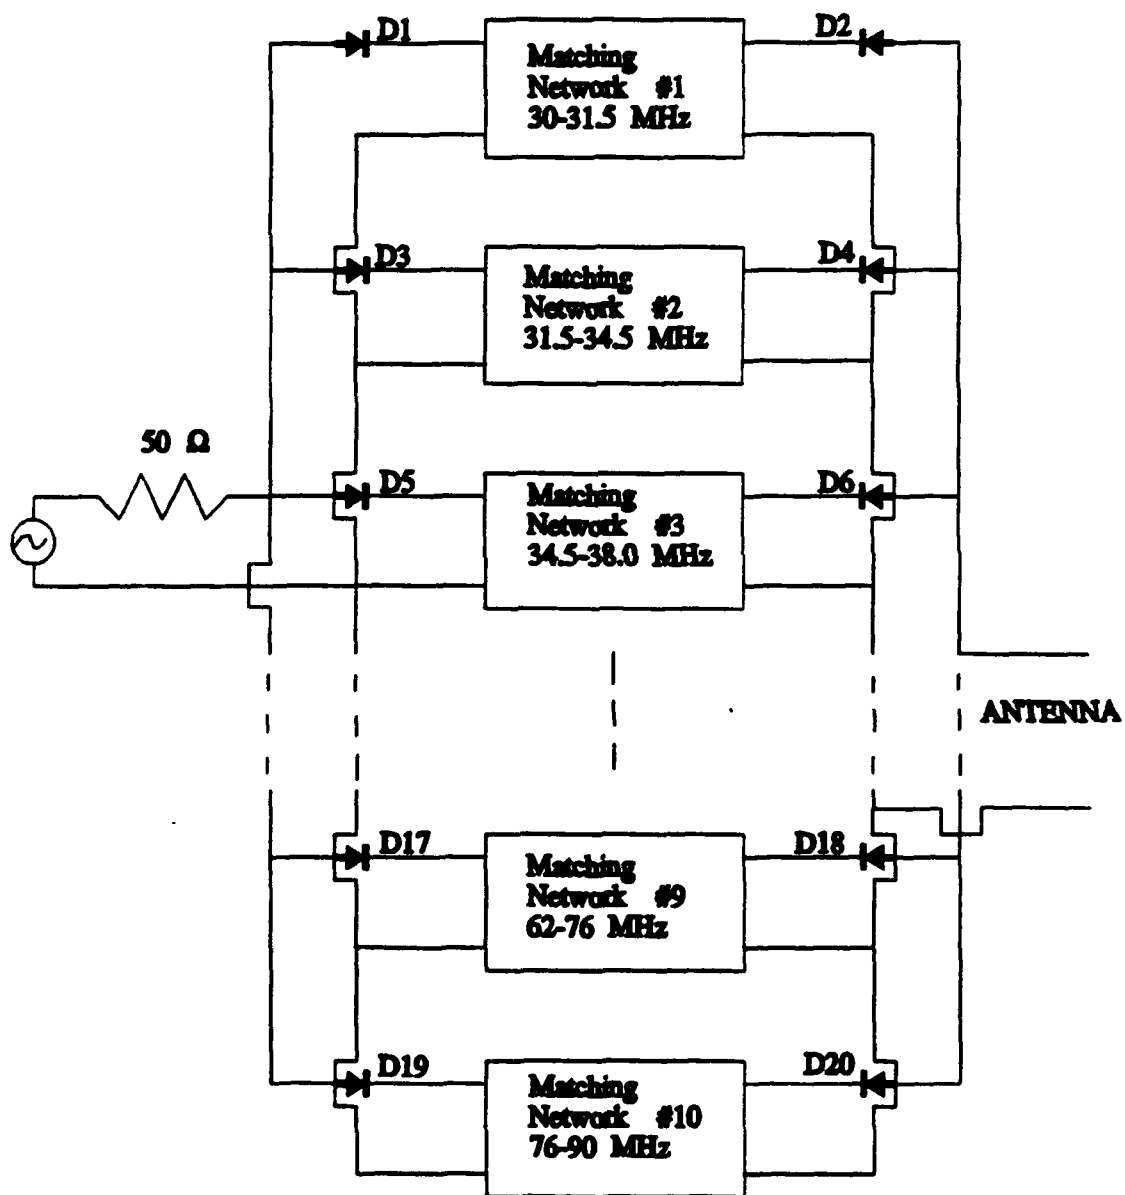 D1
D2
Matching
Network #1
30-31.5 MHz
D3
D4
Matching
Network #2
31.5-34.5 MHz
50 Ω
D5
D6
Matching
Network #3
34.5-38.0 MHz
ANTENNA
D17
D18
Matching
Network #9
62-76 MHz
D19
D20
Matching
Network #10
76-90 MHz